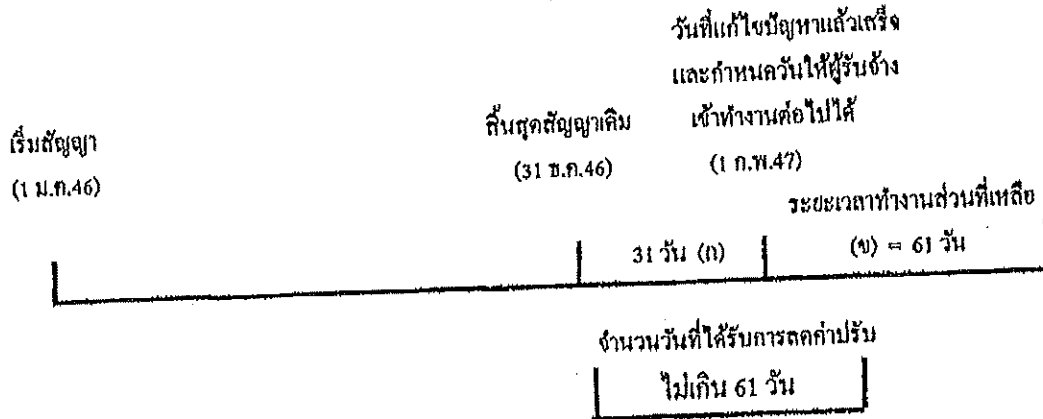 วันที่แก้ไขปัญหาแล้วเสร็จ
และกำหนดวันให้ผู้รับจ้าง
เข้าทำงานต่อไปได้
(1 ก.พ.47)
สิ้นสุดสัญญาเดิม
(31 ธ.ค.46)
เริ่มสัญญา
(1 ม.ค.46)
ระยะเวลาทำงานส่วนที่เหลือ
31 วัน (ก)
(ข) = 61 วัน
จำนวนวันที่ได้รับการลดค่าปรับ
ไม่เกิน 61 วัน